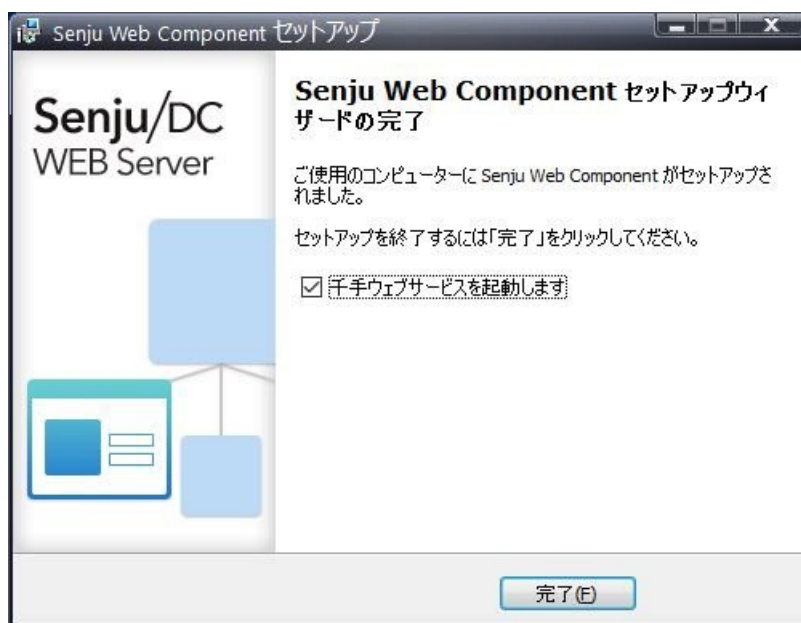 Senju Web Component セットアップ
Senju/DC
WEB Server
Senju Web Component セットアップウィ
ザードの完了
ご使用のコンピューターに Senju Web Component がセットアップさ
れました。
セットアップを終了するには「完了」をクリックしてください。
千手ウェブサービスを起動します
完了(F)